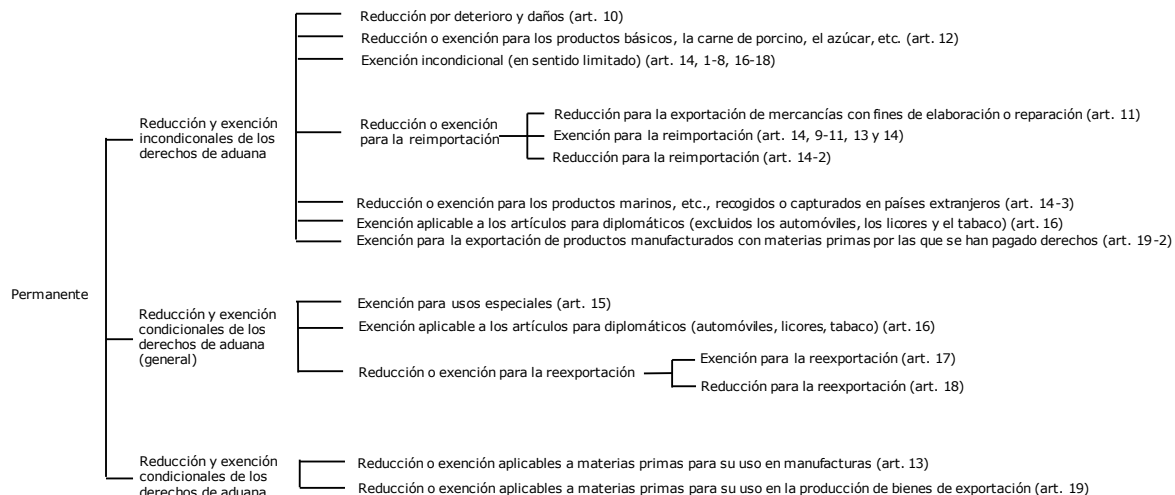 Reducción por deterioro y daños (art. 10)
Reducción o exención para los productos básicos, la carne de porcino, el azúcar, etc. (art. 12)
Exención incondicional (en sentido limitado) (art. 14, 1-8, 16-18)
Reducción y exención
incondicionales de los
derechos de aduana
Reducción o exención
para la reimportación
Reducción para la exportación de mercancías con fines de elaboración o reparación (art. 11)
Exención para la reimportación (art. 14, 9-11, 13 y 14)
Reducción para la reimportación (art. 14-2)
Reducción o exención para los productos marinos, etc., recogidos o capturados en países extranjeros (art. 14-3)
Exención aplicable a los artículos para diplomáticos (excluidos los automóviles, los licores y el tabaco) (art. 16)
Exención para la exportación de productos manufacturados con materias primas por las que se han pagado derechos (art. 19-2)
Permanente
Reducción y exención
condicionales de los
derechos de aduana
(general)
Exención para usos especiales (art. 15)
Exención aplicable a los artículos para diplomáticos (automóviles, licores, tabaco) (art. 16)
Reducción o exención para la reexportación
Exención para la reexportación (art. 17)
Reducción para la reexportación (art. 18)
Reducción y exención
condicionales de los
derechos de aduana
Reducción o exención aplicables a materias primas para su uso en manufacturas (art. 13)
Reducción o exención aplicables a materias primas para su uso en la producción de bienes de exportación (art. 19)